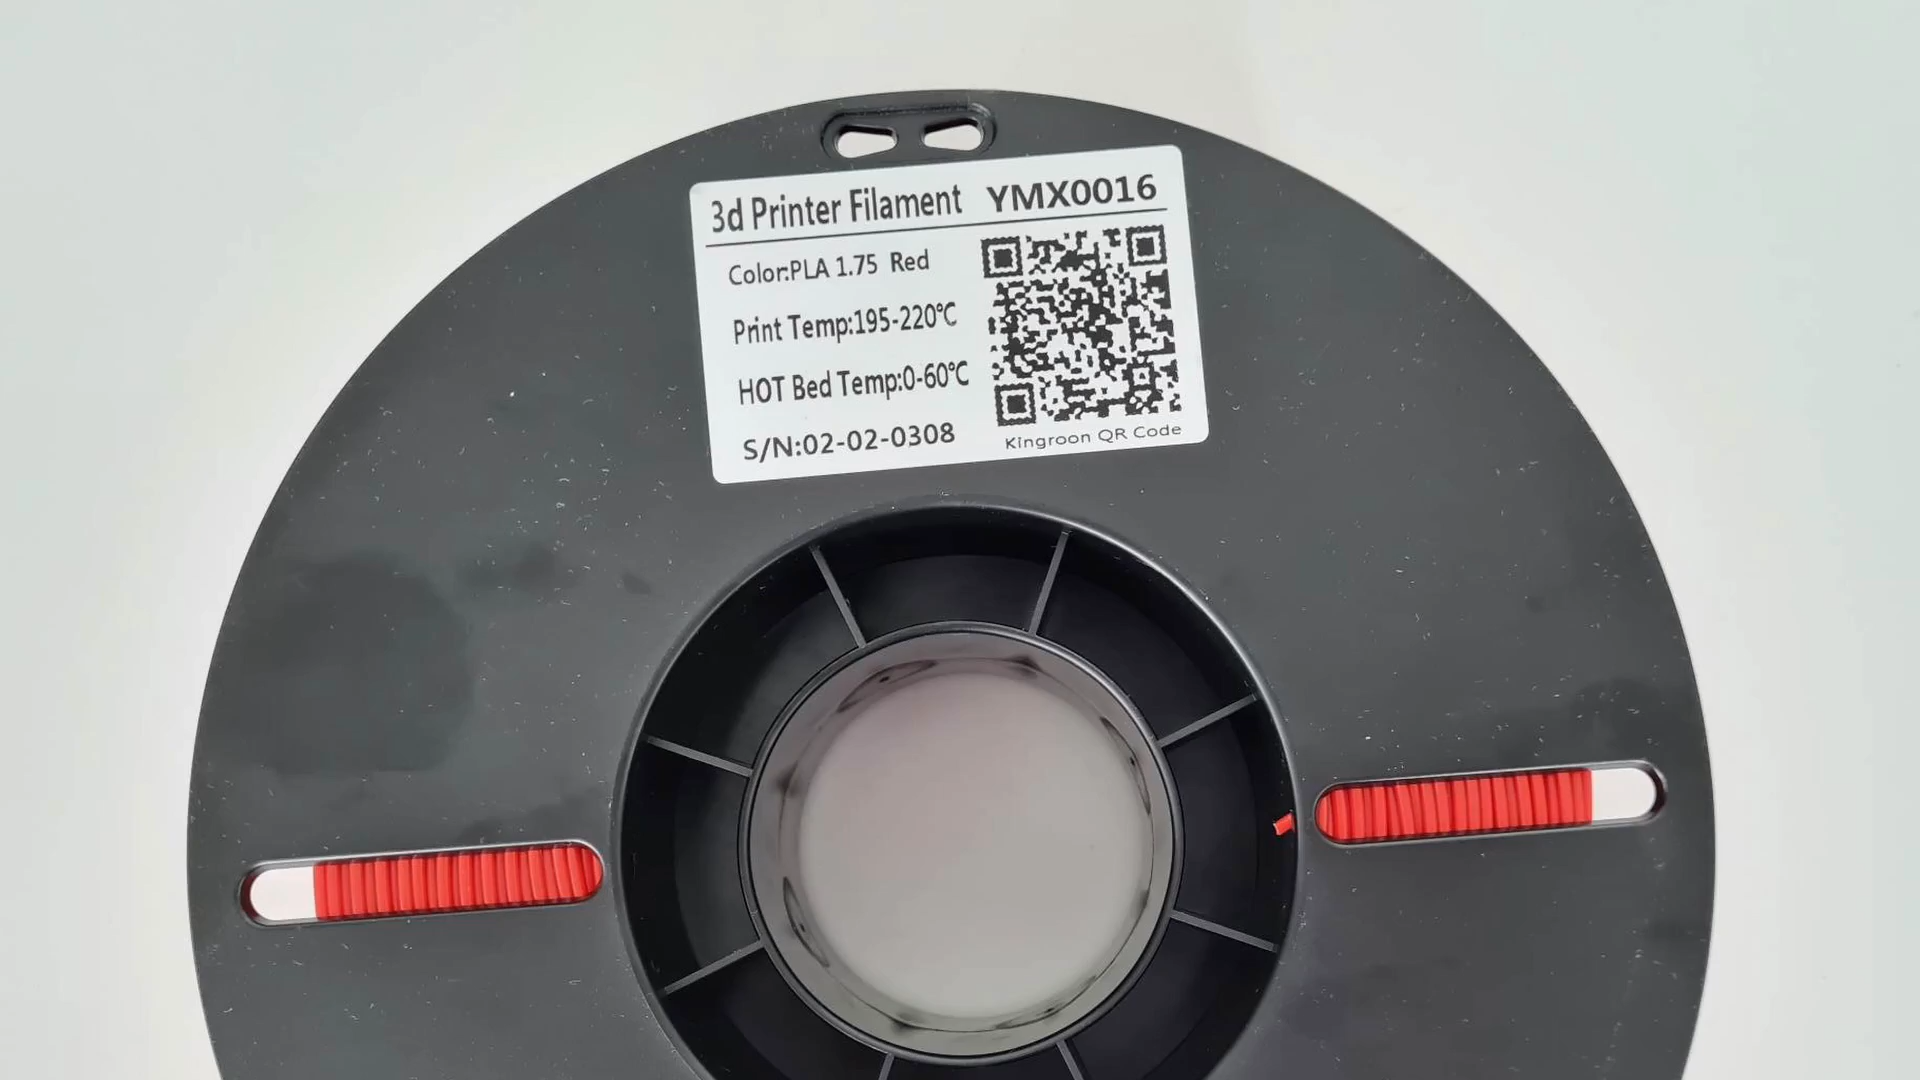 3d Printer Filament YMX0016
Color:PLA 1.75 Red
Print Temp:195-220℃
HOT Bed Temp:0-60℃
S/N:02-02-0308
Kingroon QR Code